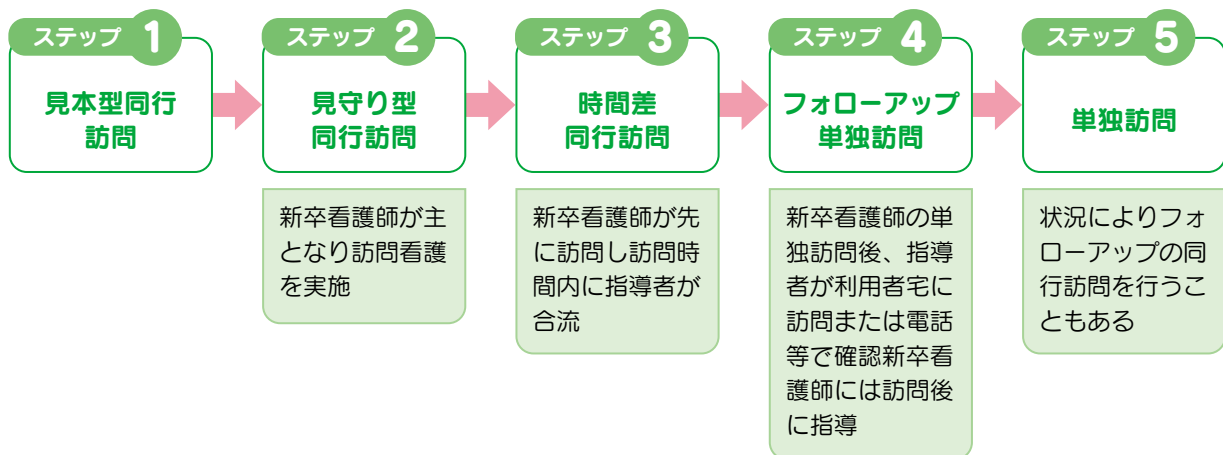 ステップ 1
見本型同行
訪問
ステップ 2
見守り型
同行訪問
新卒看護師が主
となり訪問看護
を実施
ステップ 3
時間差
同行訪問
新卒看護師が先
に訪問し訪問時
間内に指導者が
合流
ステップ 4
フォローアップ
単独訪問
新卒看護師の単
独訪問後、指導
者が利用者宅に
訪問または電話
等で確認新卒看
護師には訪問後
に指導
ステップ 5
単独訪問
状況によりフォ
ローアップの同
行訪問を行うこ
ともある